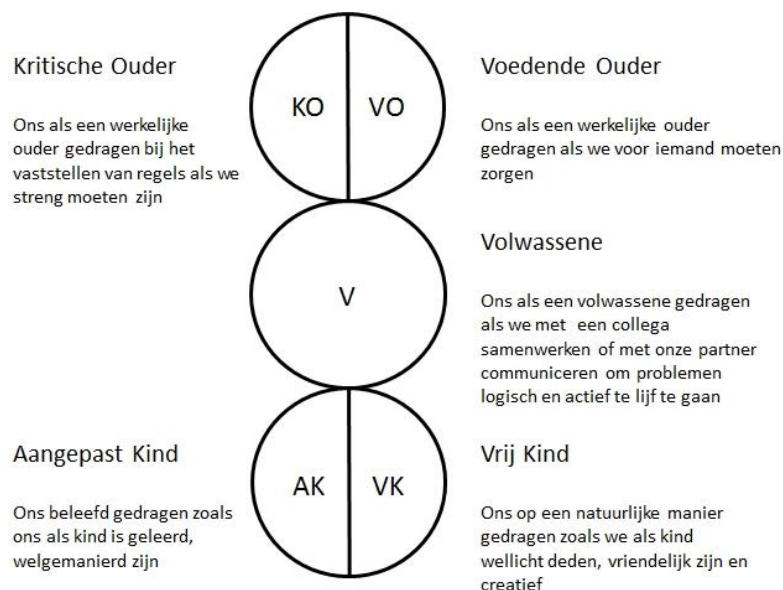 Kritische Ouder
Ons als een werkelijke
ouder gedragen bij het
vaststellen van regels als we
streng moeten zijn
KO
VO
Voedende Ouder
Ons als een werkelijke ouder
gedragen als we voor iemand moeten
zorgen
V
Volwassene
Ons als een volwassene gedragen
als we met een collega
samenwerken of met onze partner
communiceren om problemen
logisch en actief te lijf te gaan
Aangepast Kind
Ons beleefd gedragen zoals
ons als kind is geleerd,
welgemanierd zijn
AK
VK
Vrij Kind
Ons op een natuurlijke manier
gedragen zoals we als kind
wellicht deden, vriendelijk zijn en
creatief